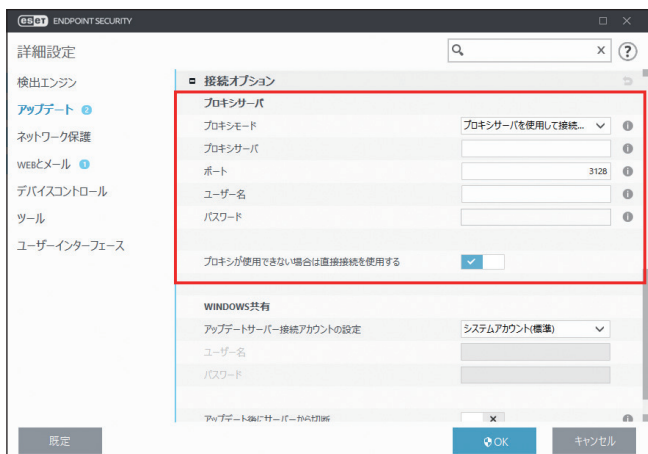 eset ENDPOINT SECURITY
詳細設定
検出エンジン
アップデート 2
ネットワーク保護
WEBとメール 1
デバイスコントロール
ツール
ユーザーインターフェース
接続オプション
プロキシサーバ
プロキシモード プロキシサーバを使用して接続...
プロキシサーバ
ポート 3128
ユーザー名
パスワード
プロキシが使用できない場合は直接接続を使用する
WINDOWS共有
アップデートサーバー接続アカウントの設定 システムアカウント(標準)
ユーザー名
パスワード
アップデート後にサーバーから切断
既定
OK
キャンセル